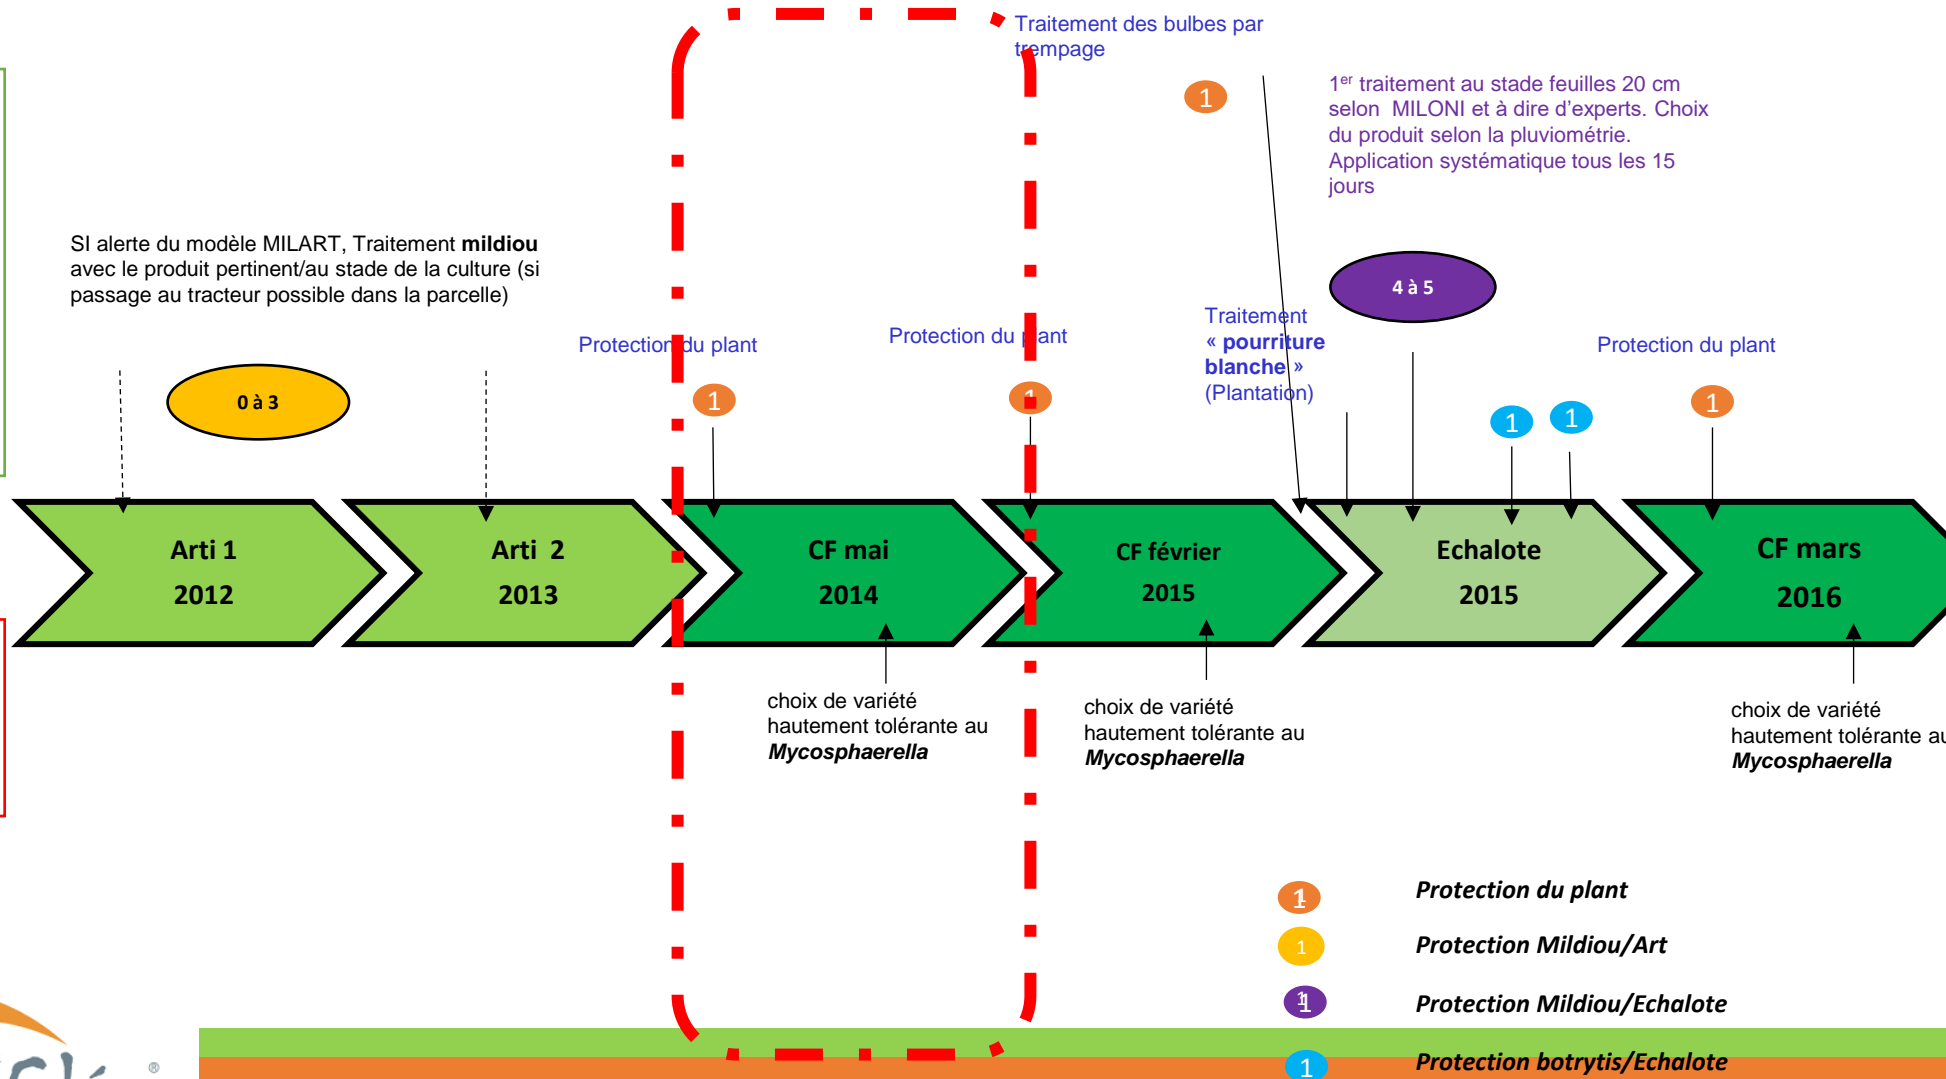 Traitement des bulbes par
trempage
1
1er traitement au stade feuilles 20 cm
selon MILONI et à dire d'experts. Choix
du produit selon la pluviométrie.
Application systématique tous les 15
jours
SI alerte du modèle MILART, Traitement mildiou
avec le produit pertinent/au stade de la culture (si
passage au tracteur possible dans la parcelle)
0 à 3
4 à 5
Protection du plant
1
Protection du plant
1
Traitement
« pourriture
blanche »
(Plantation)
1
1
Protection du plant
1
Arti 1
2012
Arti 2
2013
CF mai
2014
CF février
2015
Echalote
2015
CF mars
2016
choix de variété
hautement tolérante au
Mycosphaerella
choix de variété
hautement tolérante au
Mycosphaerella
choix de variété
hautement tolérante au
Mycosphaerella
1 Protection du plant
1 Protection Mildiou/Art
1 Protection Mildiou/Echalote
1 Protection botrytis/Echalote
®